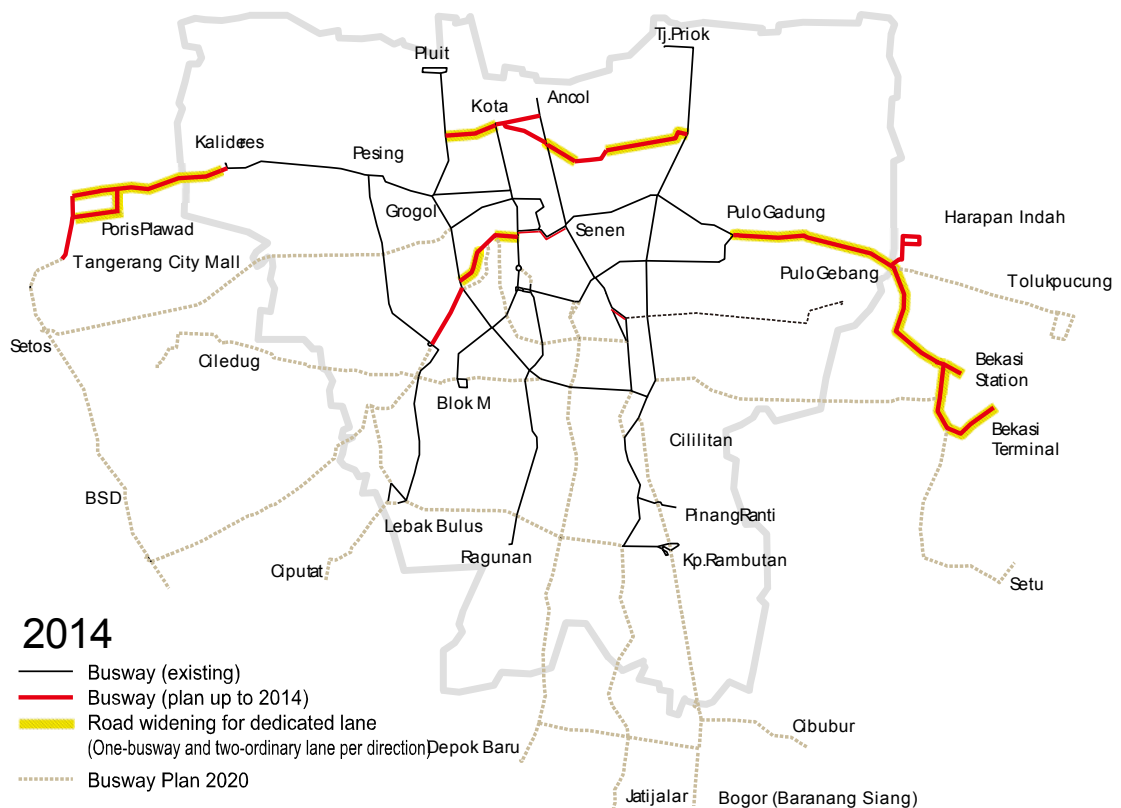 Tj.Priok
Pluit
Ancol
Kota
Kalideres
Pesing
Grogol
Senen
PuloGadung
Harapan Indah
PorisPlawad
Tangerang City Mall
PuloGebang
Tolukpucung
Setos
Ciledug
Bekasi
Station
Blok M
Bekasi
Terminal
Cililitan
BSD
Lebak Bulus
PinangRanti
Ragunan
Kp.Rambutan
Ciputat
Setu
2014
Busway (existing)
Busway (plan up to 2014)
Road widening for dedicated lane
(One-busway and two-ordinary lane per direction)
Depok Baru
Cibubur
Busway Plan 2020
Jatijalar
Bogor (Baranang Siang)